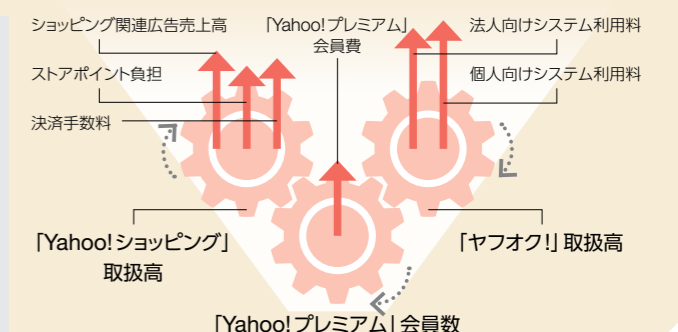 ショッピング関連広告売上高
ストアポイント負担
決済手数料
「Yahoo!プレミアム」
会員費
法人向けシステム利用料
個人向けシステム利用料
「Yahoo!ショッピング」
取扱高
「ヤフオク!」取扱高
「Yahoo!プレミアム」会員数